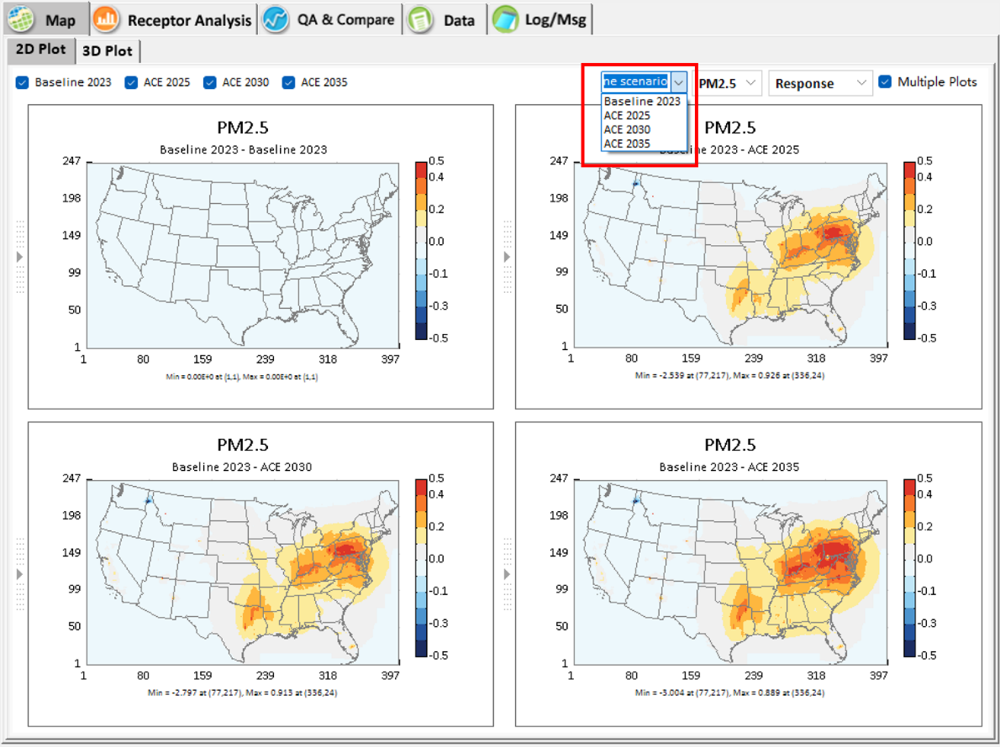 Map Receptor Analysis QA & Compare Data Log/Msg
2D Plot 3D Plot
Baseline 2023 ACE 2025 ACE 2030 ACE 2035 ne scenario PM2.5 Response Multiple Plots
Baseline 2023
ACE 2025
ACE 2030
ACE 2035
PM2.5
Baseline 2023 - Baseline 2023
247
198
149
99
50
1
1 80 159 239 318 397
0.5
0.4
0.2
0.0
-0.1
-0.3
-0.5
Min = 0.00E+0 at (1,1), Max = 0.00E+0 at (1,1)
PM2.5
ne 2023 - ACE 2025
247
198
149
99
50
1
1 80 159 239 318 397
0.5
0.4
0.2
0.0
-0.1
-0.3
-0.5
Min = -2.539 at (77,217), Max = 0.926 at (336,24)
PM2.5
Baseline 2023 - ACE 2030
247
198
149
99
50
1
1 80 159 239 318 397
0.5
0.4
0.2
0.0
-0.1
-0.3
-0.5
Min = -2.797 at (77,217), Max = 0.913 at (336,24)
PM2.5
Baseline 2023 - ACE 2035
247
198
149
99
50
1
1 80 159 239 318 397
0.5
0.4
0.2
0.0
-0.1
-0.3
-0.5
Min = -3.004 at (77,217), Max = 0.889 at (336,24)